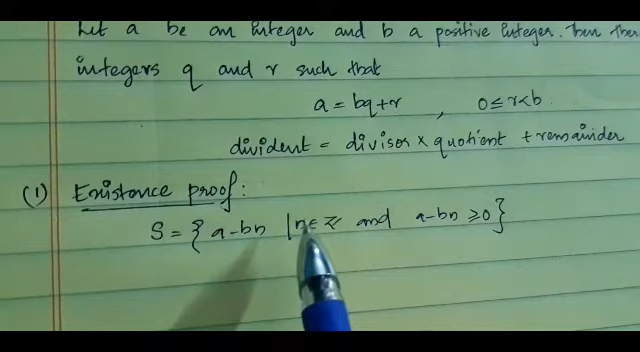 Let a be an integer and b a positive integer. Then
integers q and r such that
a = bq+r , 0 ≤ r < b.
divident = divisor × quotient + remainder
(1) Existance proof:
S = { a-bn | n∈ℤ and a-bn ≥0 }